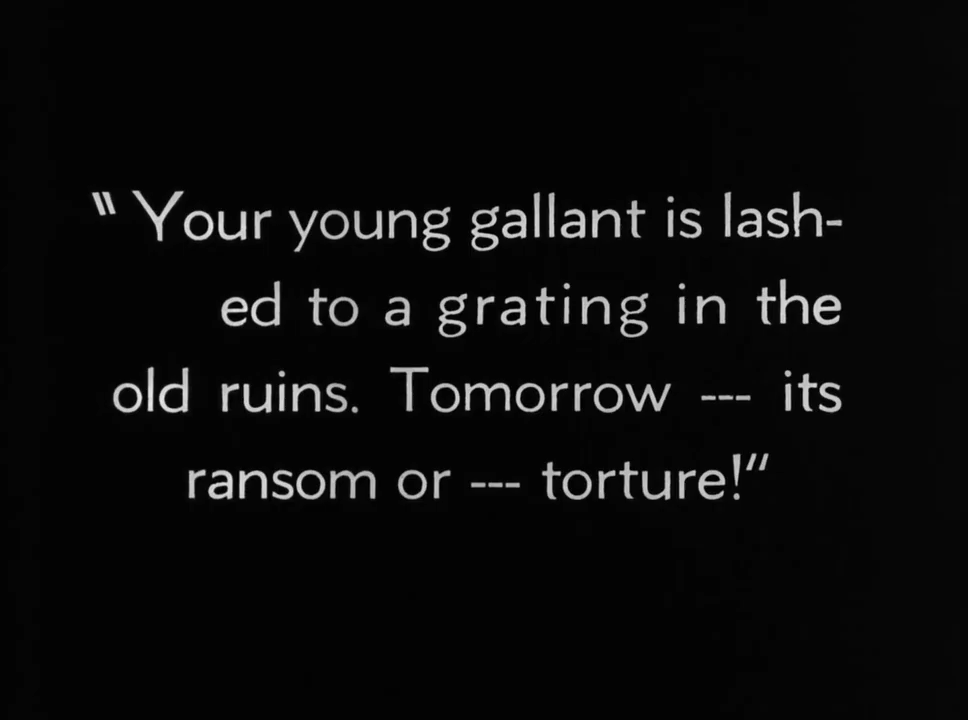 "Your young gallant is lash-
ed to a grating in the
old ruins. Tomorrow --- its
ransom or --- torture!"